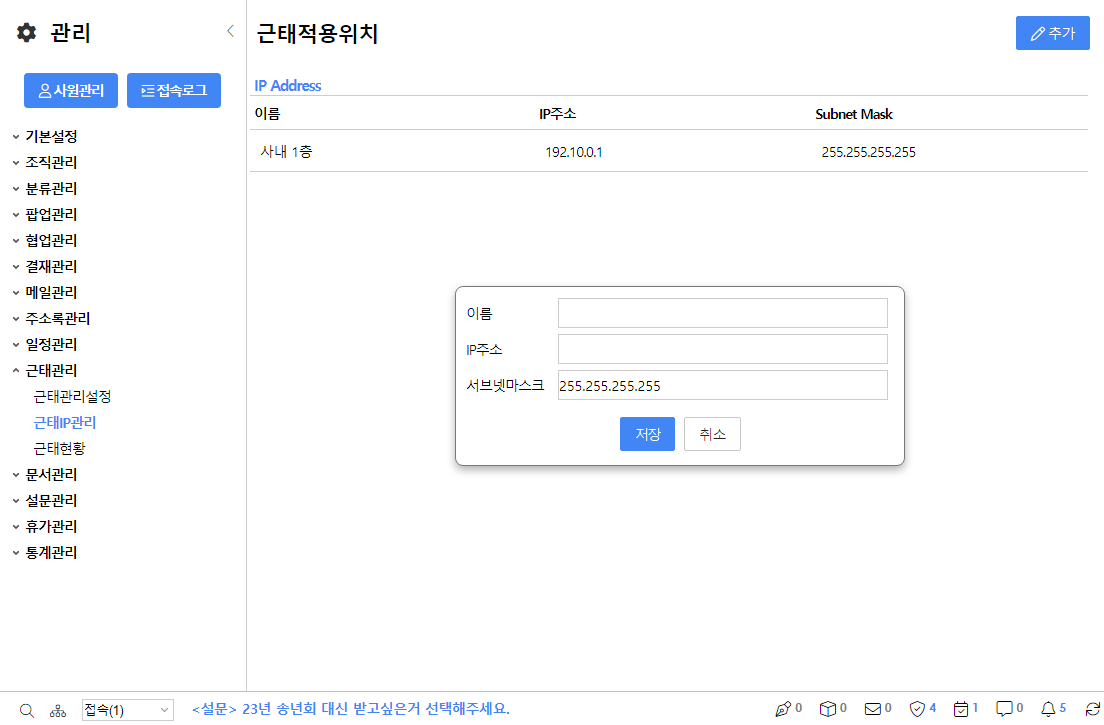 관리
사원관리 접속로그
기본설정
조직관리
분류관리
팝업관리
협업관리
결재관리
메일관리
주소록관리
일정관리
근태관리
근태관리설정
근태IP관리
근태현황
문서관리
설문관리
휴가관리
통계관리
근태적용위치
추가
IP Address
이름 IP주소 Subnet Mask
사내 1층 192.10.0.1 255.255.255.255
이름
IP주소
서브넷마스크 255.255.255.255
저장 취소
접속(1) <설문> 23년 송년회 대신 받고싶은거 선택해주세요. 0 0 0 4 1 0 5